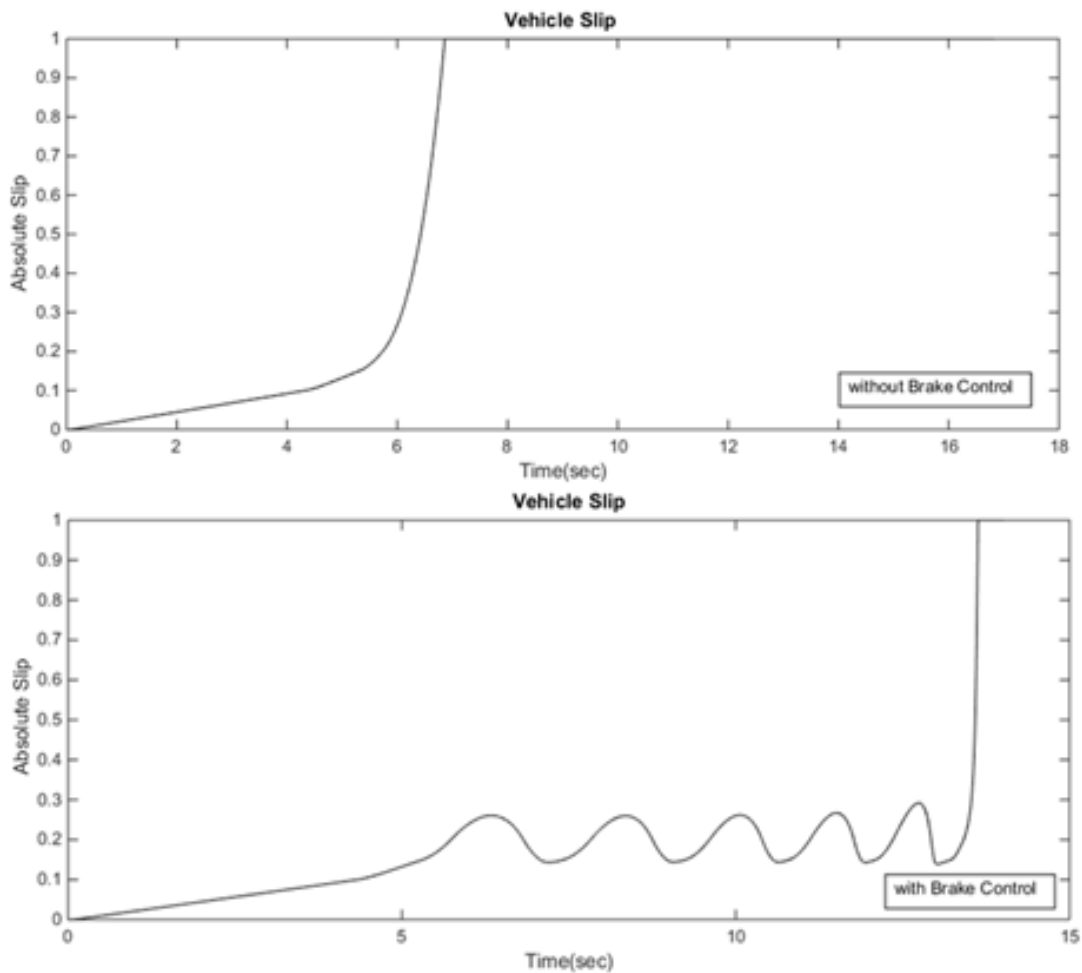 Vehicle Slip
1
0.9
0.8
0.7
0.6
0.5
0.4
0.3
0.2
0.1
0
Absolute Slip
without Brake Control
0 2 4 6 8 10 12 14 16 18
Time(sec)
Vehicle Slip
1
0.9
0.8
0.7
0.6
0.5
0.4
0.3
0.2
0.1
0
Absolute Slip
with Brake Control
0 5 10 15
Time(sec)